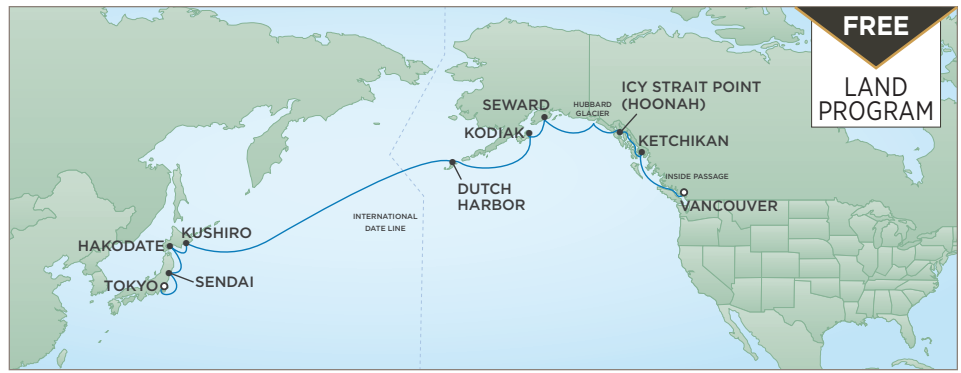 FREE
LAND
PROGRAM
ICY STRAIT POINT
(HOONAH)
SEWARD
HUBBARD
GLACIER
KODIAK
KETCHIKAN
DUTCH
HARBOR
INSIDE PASSAGE
VANCOUVER
INTERNATIONAL
DATE LINE
KUSHIRO
HAKODATE
SENDAI
TOKYO